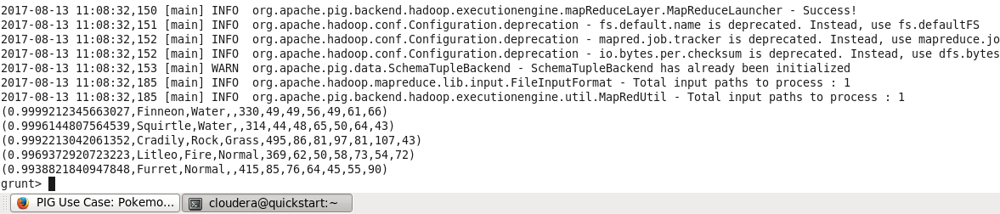 2017-08-13 11:08:32,150 [main] INFO  org.apache.pig.backend.hadoop.executionengine.mapReduceLayer.MapReduceLauncher - Success!
2017-08-13 11:08:32,151 [main] INFO  org.apache.hadoop.conf.Configuration.deprecation - fs.default.name is deprecated. Instead, use fs.defaultFS
2017-08-13 11:08:32,152 [main] INFO  org.apache.hadoop.conf.Configuration.deprecation - mapred.job.tracker is deprecated. Instead, use mapreduce.jo
2017-08-13 11:08:32,152 [main] INFO  org.apache.hadoop.conf.Configuration.deprecation - io.bytes.per.checksum is deprecated. Instead, use dfs.bytes
2017-08-13 11:08:32,153 [main] WARN  org.apache.pig.data.SchemaTupleBackend - SchemaTupleBackend has already been initialized
2017-08-13 11:08:32,185 [main] INFO  org.apache.hadoop.mapreduce.lib.input.FileInputFormat - Total input paths to process : 1
2017-08-13 11:08:32,185 [main] INFO  org.apache.pig.backend.hadoop.executionengine.util.MapRedUtil - Total input paths to process : 1
(0.9999212345663027,Finneon,Water,,330,49,49,56,49,61,66)
(0.9996144807564539,Squirtle,Water,,314,44,48,65,50,64,43)
(0.9992213042061352,Cradily,Rock,Grass,495,86,81,97,81,107,43)
(0.9969372920723223,Litleo,Fire,Normal,369,62,50,58,73,54,72)
(0.9938821840947848,Furret,Normal,,415,85,76,64,45,55,90)
grunt>
PIG Use Case: Pokemo... cloudera@quickstart:~